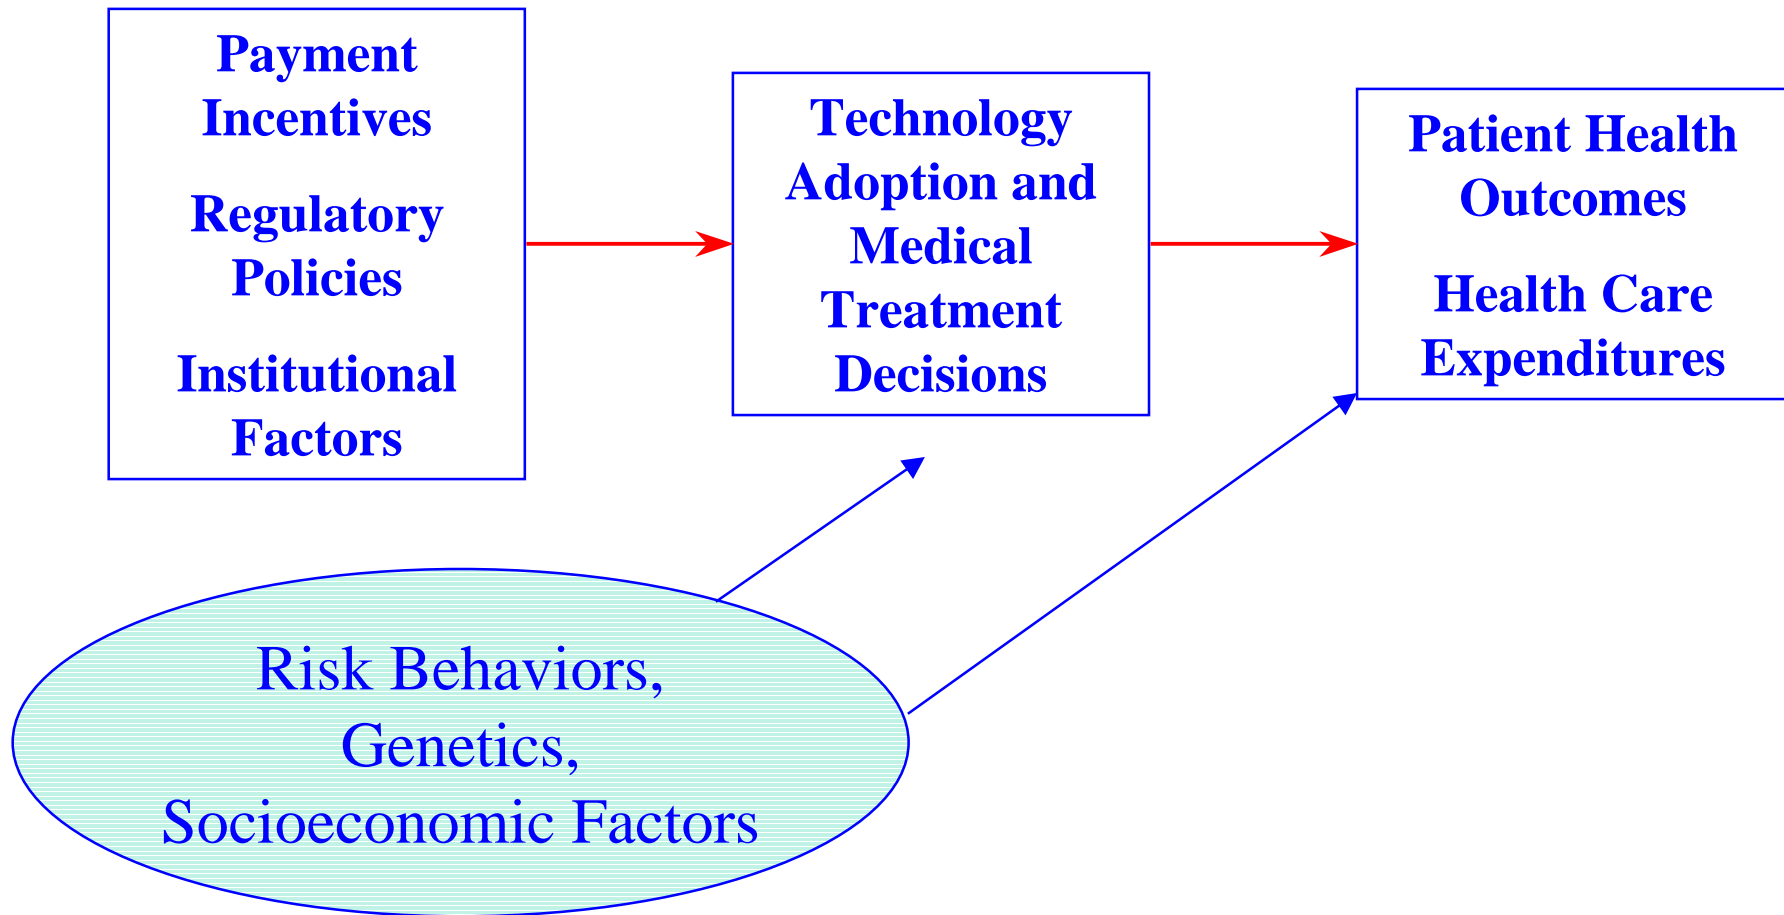 Payment
Incentives
Regulatory
Policies
Institutional
Factors
Technology
Adoption and
Medical
Treatment
Decisions
Patient Health
Outcomes
Health Care
Expenditures
Risk Behaviors,
Genetics,
Socioeconomic Factors